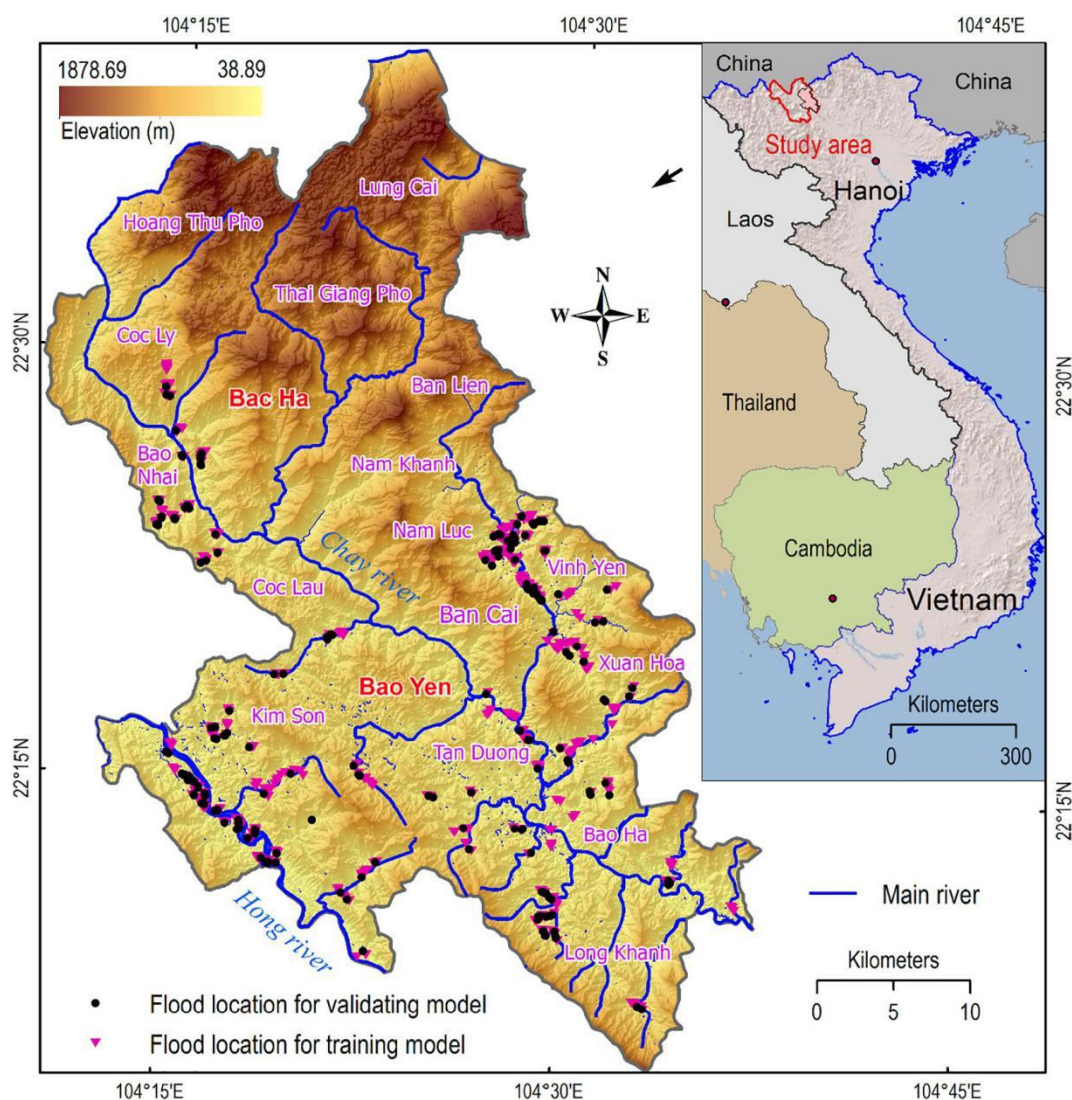 104°15'E
104°30'E
104°45'E
1878.69
38.89
Elevation (m)
China
China
Study area
Hanoi
Laos
Thailand
Cambodia
Vietnam
Kilometers
0
300
Lung Cai
Hoang Thu Pho
Thai Giang Pho
N
W
E
S
22°30'N
22°30'N
Coc Ly
Ban Lien
Bac Ha
Bao
Nhai
Nam Khanh
Nam Luc
Vinh Yen
Chay river
Coc Lau
Ban Cai
Xuan Hoa
Bao Yen
Kim Son
Tan Duong
22°15'N
22°15'N
Bao Ha
Hong river
Long Khanh
Main river
Kilometers
0
5
10
Flood location for validating model
Flood location for training model
104°15'E
104°30'E
104°45'E